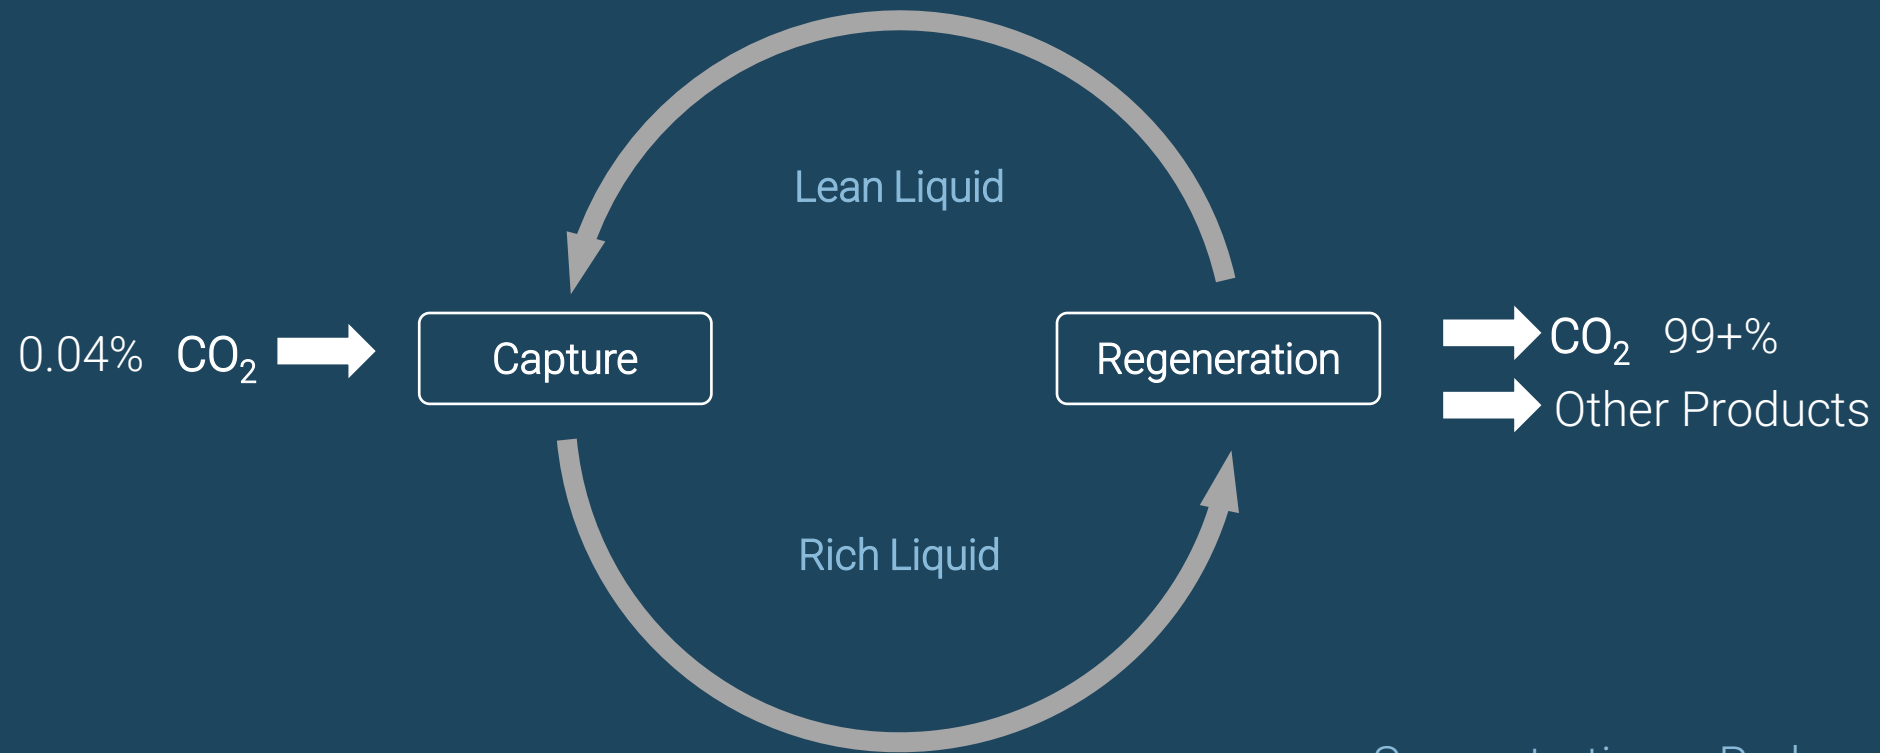 Lean Liquid
0.04% CO₂
Capture
Regeneration
CO₂ 99+%
Other Products
Rich Liquid